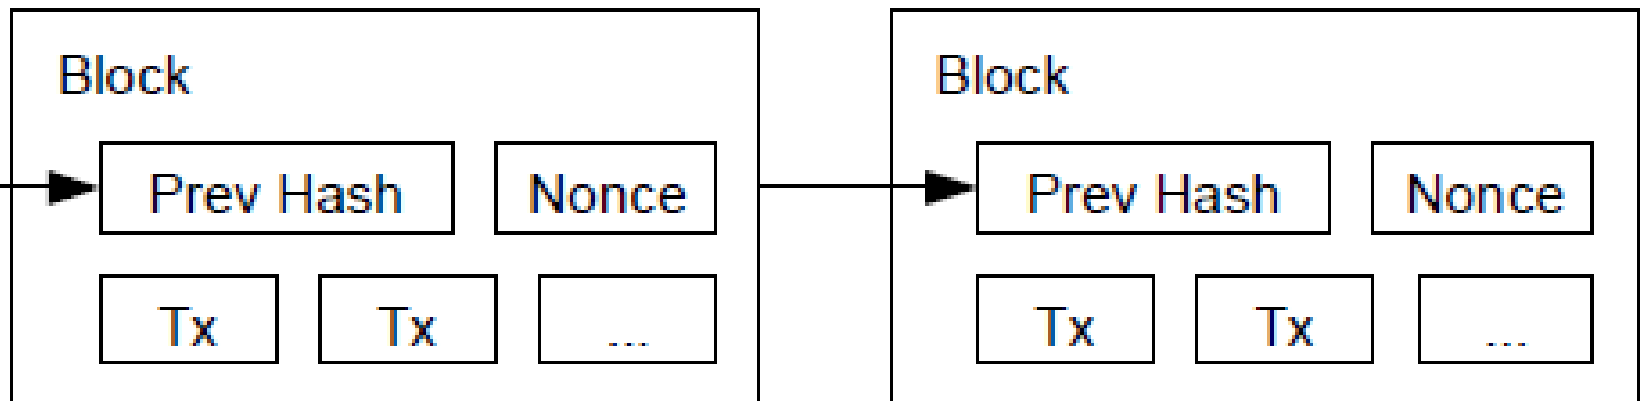 Block
Prev Hash Nonce
Tx Tx ...
Block
Prev Hash Nonce
Tx Tx ...